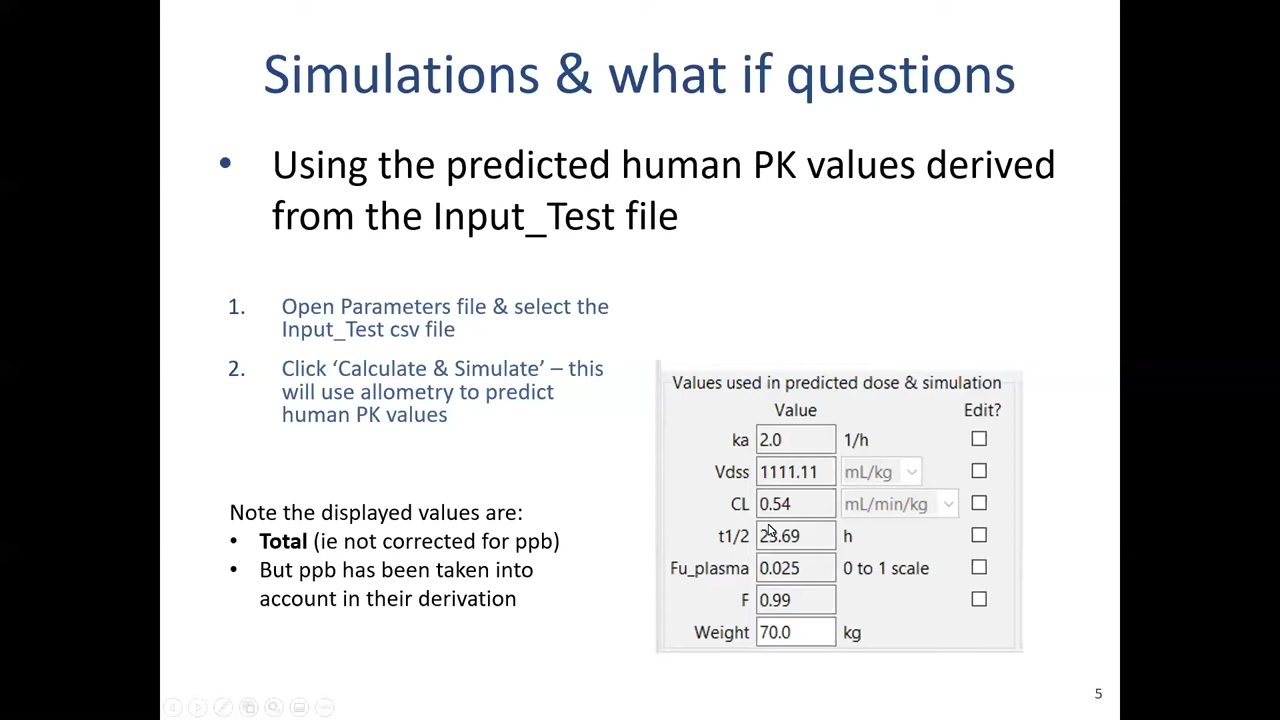 Simulations & what if questions
• Using the predicted human PK values derived
from the Input_Test file
1. Open Parameters file & select the
Input_Test csv file
2. Click ‘Calculate & Simulate’ – this
will use allometry to predict
human PK values
Note the displayed values are:
• Total (ie not corrected for ppb)
• But ppb has been taken into
account in their derivation
Values used in predicted dose & simulation
Value Edit?
ka 2.0 1/h
Vdss 1111.11 mL/kg
CL 0.54 mL/min/kg
t1/2 23.69 h
Fu_plasma 0.025 0 to 1 scale
F 0.99
Weight 70.0 kg
5